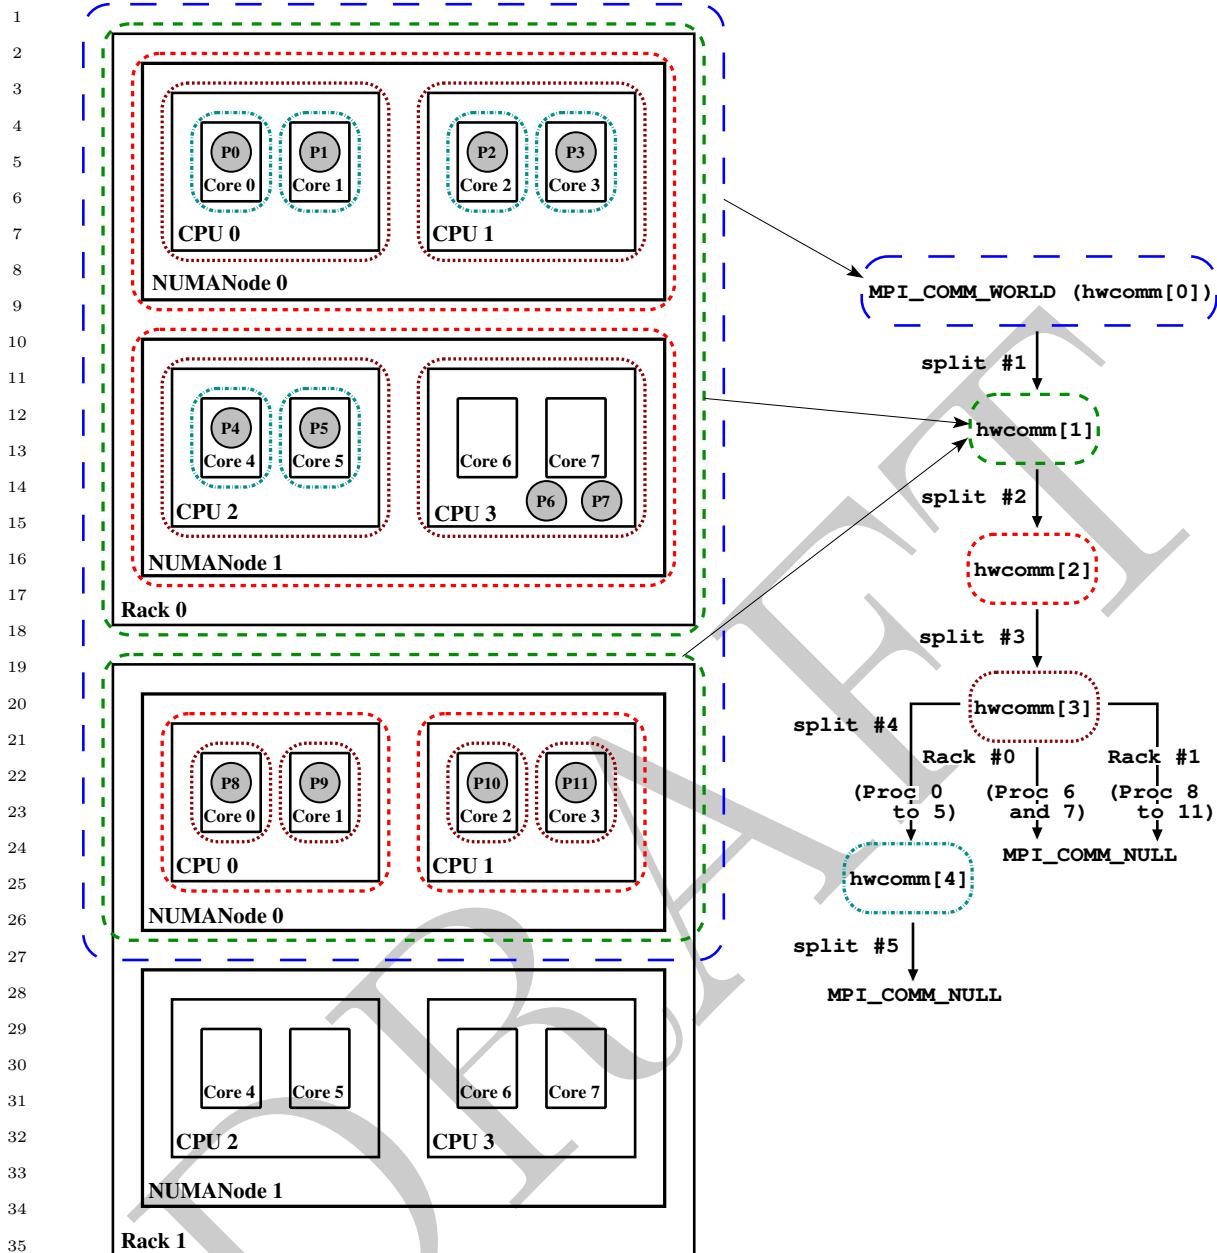 1
2
3
4
5
6
7
8
9
10
11
12
13
14
15
16
17
18
19
20
21
22
23
24
25
26
27
28
29
30
31
32
33
34
35
P0 P1 P2 P3
Core 0 Core 1 Core 2 Core 3
CPU 0 CPU 1
NUMANode 0
P4 P5
Core 4 Core 5 Core 6 Core 7
P6 P7
CPU 2 CPU 3
NUMANode 1
Rack 0
P8 P9 P10 P11
Core 0 Core 1 Core 2 Core 3
CPU 0 CPU 1
NUMANode 0
Core 4 Core 5 Core 6 Core 7
CPU 2 CPU 3
NUMANode 1
Rack 1
MPI_COMM_WORLD (hwcomm[0])
split #1
hwcomm[1]
split #2
hwcomm[2]
split #3
hwcomm[3]
split #4
Rack #0 Rack #1
(Proc 0 (Proc 6 (Proc 8
to 5) and 7) to 11)
MPI_COMM_NULL
hwcomm[4]
split #5
MPI_COMM_NULL
DRAFT